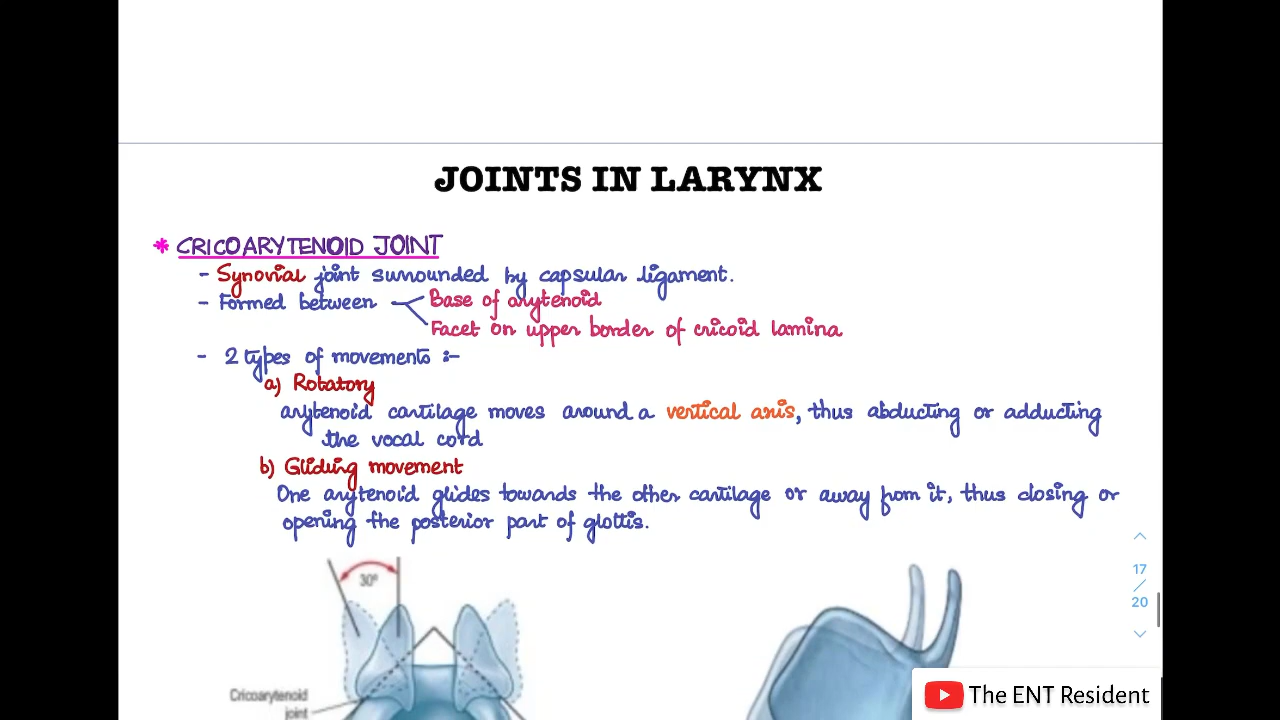 JOINTS IN LARYNX
* CRICOARYTENOID JOINT
- Synovial joint surrounded by capsular ligament.
- Formed between Base of arytenoid
Facet on upper border of cricoid lamina
- 2 types of movements :-
a) Rotatory
arytenoid cartilage moves around a vertical axis, thus abducting or adducting
the vocal cord
b) Gliding movement
One arytenoid glides towards the other cartilage or away from it, thus closing or
opening the posterior part of glottis.
30°
17
/
20
Cricoarytenoid
joint
The ENT Resident